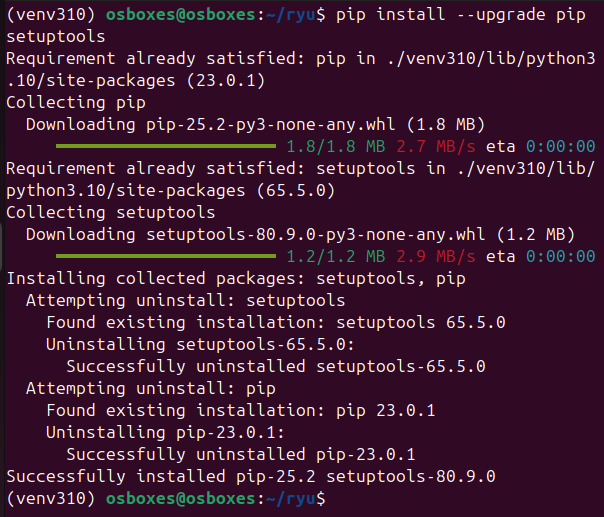 (venv310) osboxes@osboxes:~/ryu$ pip install --upgrade pip
setuptools
Requirement already satisfied: pip in ./venv310/lib/python3
.10/site-packages (23.0.1)
Collecting pip
  Downloading pip-25.2-py3-none-any.whl (1.8 MB)
1.8/1.8 MB 2.7 MB/s eta 0:00:00
Requirement already satisfied: setuptools in ./venv310/lib/
python3.10/site-packages (65.5.0)
Collecting setuptools
  Downloading setuptools-80.9.0-py3-none-any.whl (1.2 MB)
1.2/1.2 MB 2.9 MB/s eta 0:00:00
Installing collected packages: setuptools, pip
  Attempting uninstall: setuptools
    Found existing installation: setuptools 65.5.0
    Uninstalling setuptools-65.5.0:
      Successfully uninstalled setuptools-65.5.0
  Attempting uninstall: pip
    Found existing installation: pip 23.0.1
    Uninstalling pip-23.0.1:
      Successfully uninstalled pip-23.0.1
Successfully installed pip-25.2 setuptools-80.9.0
(venv310) osboxes@osboxes:~/ryu$